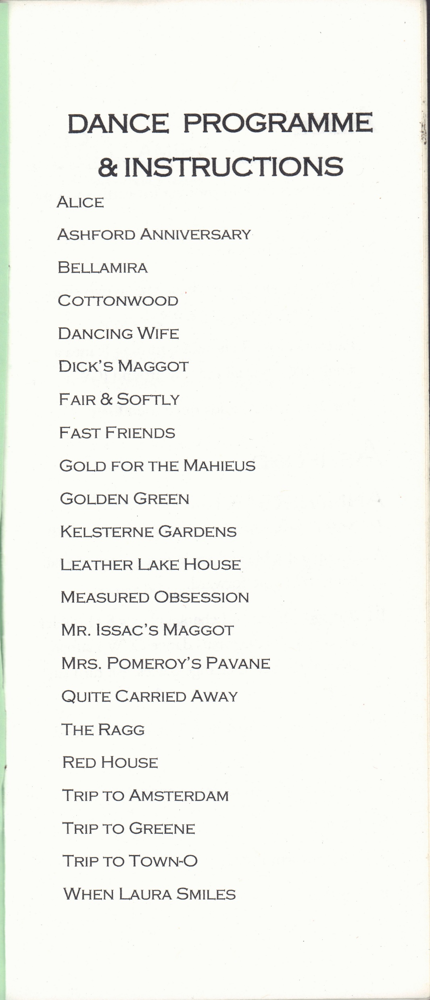 DANCE PROGRAMME
& INSTRUCTIONS
ALICE
ASHFORD ANNIVERSARY
BELLAMIRA
COTTONWOOD
DANCING WIFE
DICK'S MAGGOT
FAIR & SOFTLY
FAST FRIENDS
GOLD FOR THE MAHIEUS
GOLDEN GREEN
KELSTERNE GARDENS
LEATHER LAKE HOUSE
MEASURED OBSESSION
MR. ISSAC'S MAGGOT
MRS. POMEROY'S PAVANE
QUITE CARRIED AWAY
THE RAGG
RED HOUSE
TRIP TO AMSTERDAM
TRIP TO GREENE
TRIP TO TOWN-O
WHEN LAURA SMILES